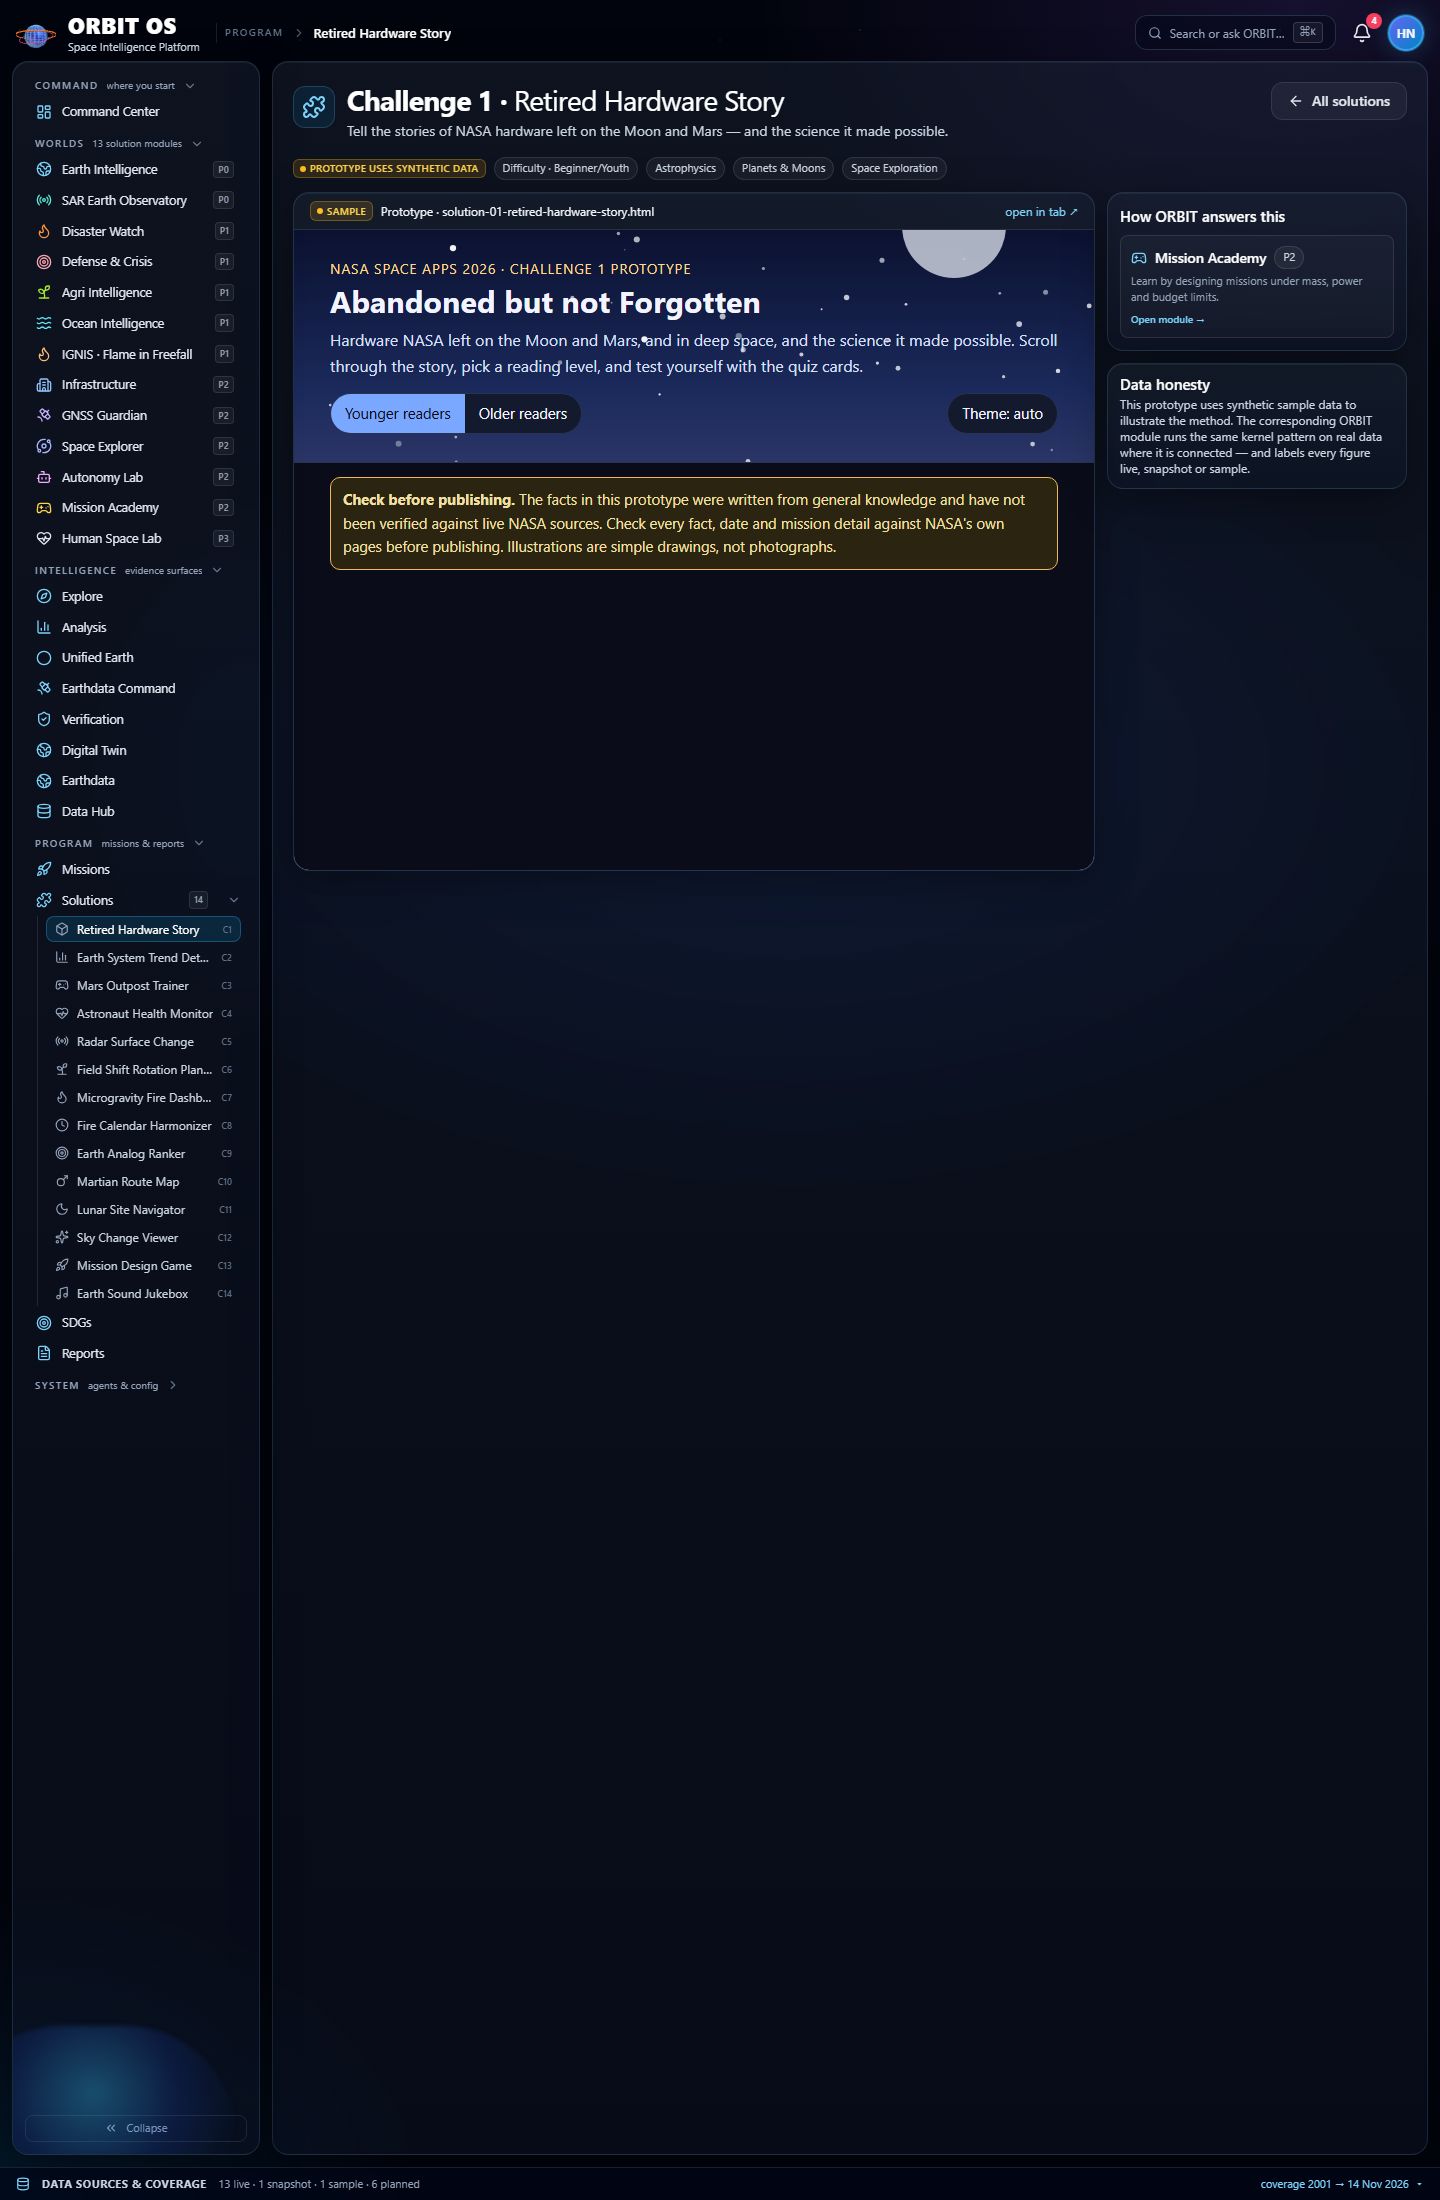 ORBIT OS
Space Intelligence Platform
PROGRAM > Retired Hardware Story
Search or ask ORBIT... ⌘K
4
HN
COMMAND where you start
Command Center
WORLDS 13 solution modules
Earth Intelligence P0
SAR Earth Observatory P0
Disaster Watch P1
Defense & Crisis P1
Agri Intelligence P1
Ocean Intelligence P1
IGNIS · Flame in Freefall P1
Infrastructure P2
GNSS Guardian P2
Space Explorer P2
Autonomy Lab P2
Mission Academy P2
Human Space Lab P3
INTELLIGENCE evidence surfaces
Explore
Analysis
Unified Earth
Earthdata Command
Verification
Digital Twin
Earthdata
Data Hub
PROGRAM missions & reports
Missions
Solutions 14
Retired Hardware Story C1
Earth System Trend Det... C2
Mars Outpost Trainer C3
Astronaut Health Monitor C4
Radar Surface Change C5
Field Shift Rotation Plan... C6
Microgravity Fire Dashb... C7
Fire Calendar Harmonizer C8
Earth Analog Ranker C9
Martian Route Map C10
Lunar Site Navigator C11
Sky Change Viewer C12
Mission Design Game C13
Earth Sound Jukebox C14
SDGs
Reports
SYSTEM agents & config
Collapse
Challenge 1 · Retired Hardware Story
Tell the stories of NASA hardware left on the Moon and Mars — and the science it made possible.
← All solutions
PROTOTYPE USES SYNTHETIC DATA
Difficulty · Beginner/Youth
Astrophysics
Planets & Moons
Space Exploration
SAMPLE Prototype · solution-01-retired-hardware-story.html
open in tab ↗
NASA SPACE APPS 2026 · CHALLENGE 1 PROTOTYPE
Abandoned but not Forgotten
Hardware NASA left on the Moon and Mars, and in deep space, and the science it made possible. Scroll
through the story, pick a reading level, and test yourself with the quiz cards.
Younger readers
Older readers
Theme: auto
Check before publishing. The facts in this prototype were written from general knowledge and have not
been verified against live NASA sources. Check every fact, date and mission detail against NASA's own
pages before publishing. Illustrations are simple drawings, not photographs.
How ORBIT answers this
Mission Academy P2
Learn by designing missions under mass, power
and budget limits.
Open module →
Data honesty
This prototype uses synthetic sample data to
illustrate the method. The corresponding ORBIT
module runs the same kernel pattern on real data
where it is connected — and labels every figure
live, snapshot or sample.
DATA SOURCES & COVERAGE 13 live · 1 snapshot · 1 sample · 6 planned
coverage 2001 → 14 Nov 2026